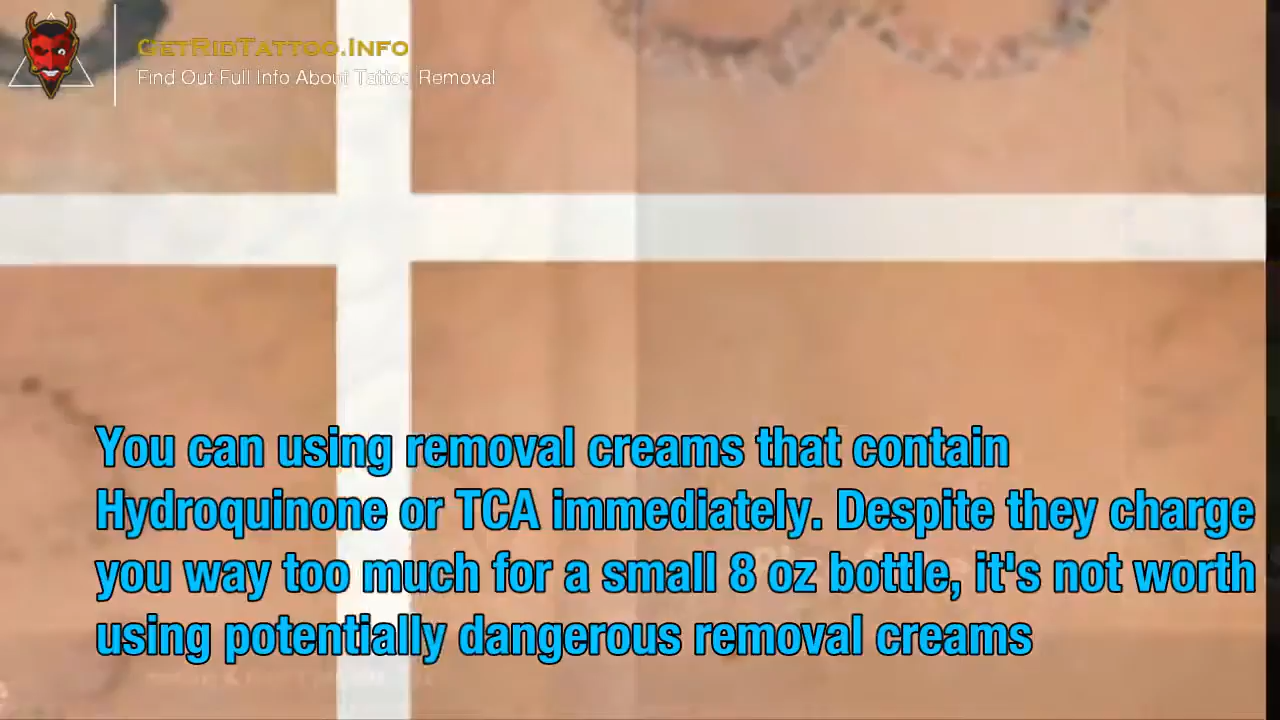 GetRidTattoo.Info
Find Out Full Info About Tattoo Removal
You can using removal creams that contain
Hydroquinone or TCA immediately. Despite they charge
you way too much for a small 8 oz bottle, it's not worth
using potentially dangerous removal creams